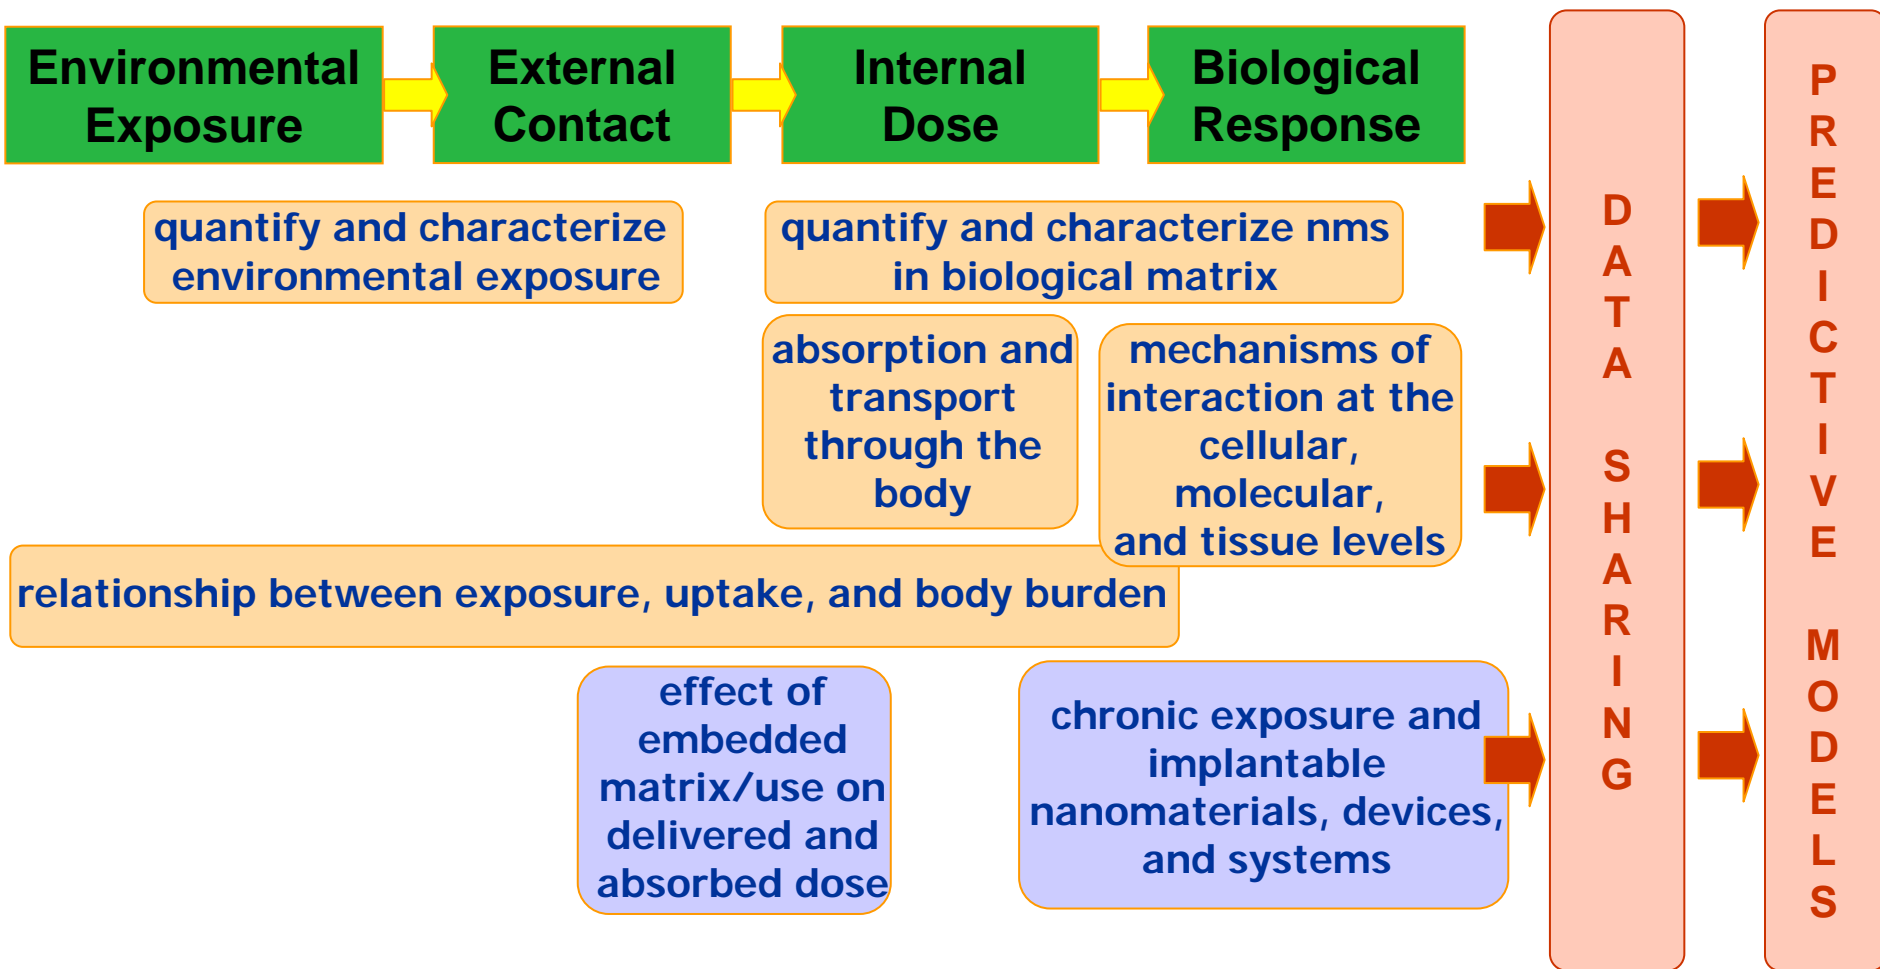 Environmental
Exposure
External
Contact
Internal
Dose
Biological
Response
quantify and characterize
environmental exposure
quantify and characterize nms
in biological matrix
absorption and
transport
through the
body
mechanisms of
interaction at the
cellular,
molecular,
and tissue levels
relationship between exposure, uptake, and body burden
effect of
embedded
matrix/use on
delivered and
absorbed dose
chronic exposure and
implantable
nanomaterials, devices,
and systems
DATA SHARING
PREDICTIVE MODELS